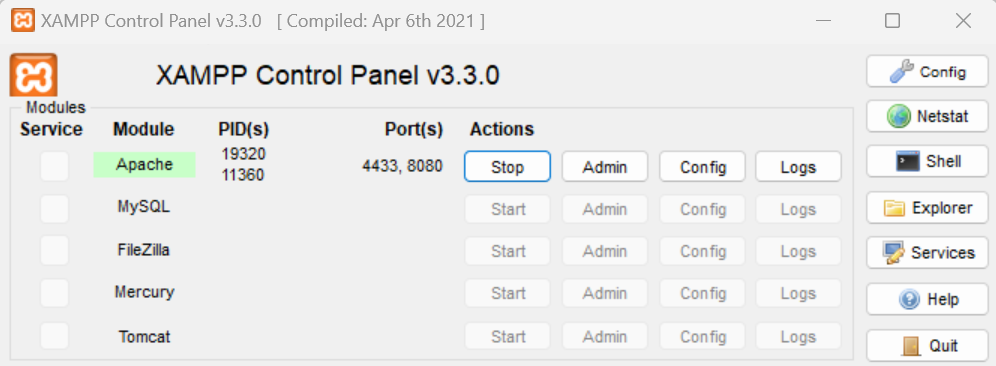 XAMPP Control Panel v3.3.0 [ Compiled: Apr 6th 2021 ]
XAMPP Control Panel v3.3.0
Config
Modules
Service Module PID(s) Port(s) Actions
Netstat
Apache 19320 11360 4433, 8080 Stop Admin Config Logs
Shell
MySQL Start Admin Config Logs
Explorer
FileZilla Start Admin Config Logs
Services
Mercury Start Admin Config Logs
Help
Tomcat Start Admin Config Logs
Quit